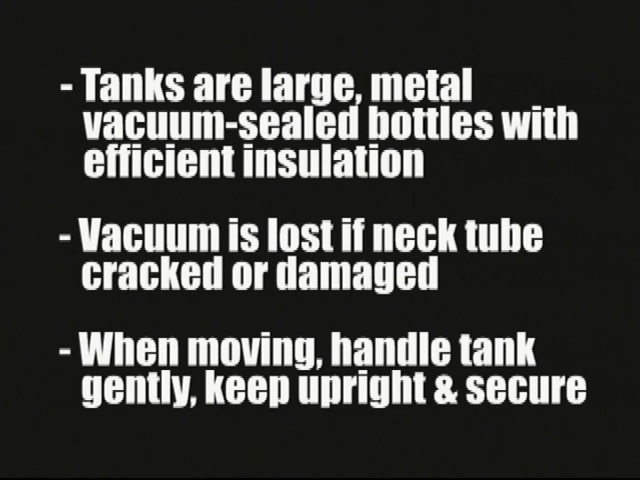 - Tanks are large, metal
vacuum-sealed bottles with
efficient insulation
- Vacuum is lost if neck tube
cracked or damaged
- When moving, handle tank
gently, keep upright & secure